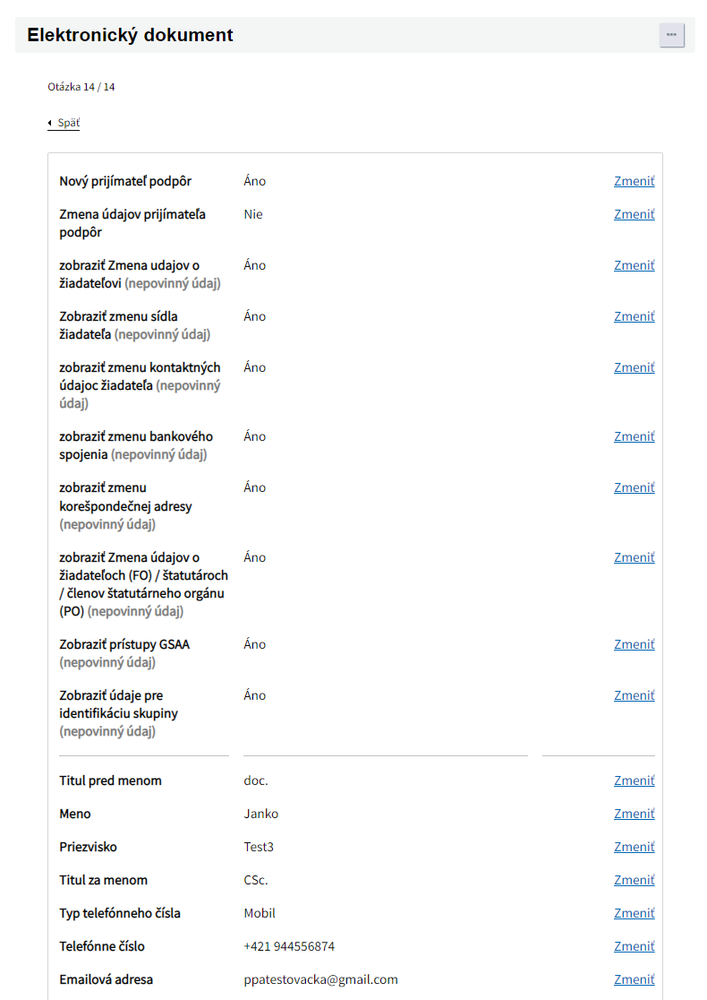 Elektronický dokument
Otázka 14 / 14
Späť
Nový prijímateľ podpôr Áno Zmeniť
Zmena údajov prijímateľa Nie Zmeniť
podpôr
zobraziť Zmena udajov o Áno Zmeniť
žiadateľovi (nepovinný údaj)
Zobraziť zmenu sídla Áno Zmeniť
žiadateľa (nepovinný údaj)
zobraziť zmenu kontaktných Áno Zmeniť
údajoc žiadateľa (nepovinný
údaj)
zobraziť zmenu bankového Áno Zmeniť
spojenia (nepovinný údaj)
zobraziť zmenu Áno Zmeniť
korešpondečnej adresy
(nepovinný údaj)
zobraziť Zmena údajov o Áno Zmeniť
žiadateľoch (FO) / štatutároch
/ členov štatutárneho orgánu
(PO) (nepovinný údaj)
Zobraziť prístupy GSAA Áno Zmeniť
(nepovinný údaj)
Zobraziť údaje pre Áno Zmeniť
identifikáciu skupiny
(nepovinný údaj)
Titul pred menom doc. Zmeniť
Meno Janko Zmeniť
Priezvisko Test3 Zmeniť
Titul za menom CSc. Zmeniť
Typ telefónneho čísla Mobil Zmeniť
Telefónne číslo +421 944556874 Zmeniť
Emailová adresa ppatestovacka@gmail.com Zmeniť